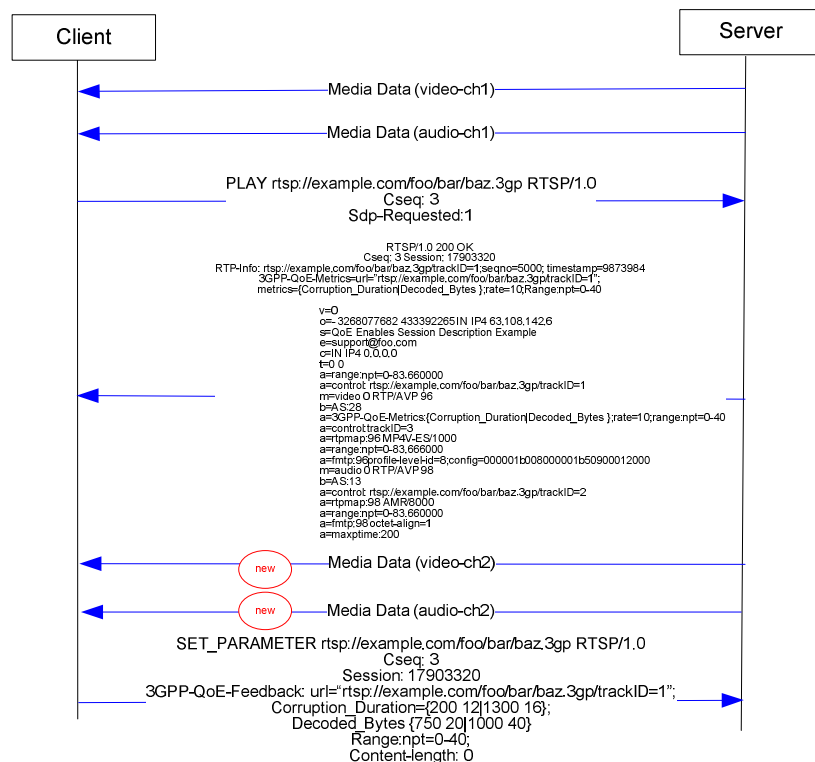 Client
Server
Media Data (video-ch1)
Media Data (audio-ch1)
PLAY rtsp://example.com/foo/bar/baz.3gp RTSP/1.0
Cseq: 3
Sdp-Requested:1
RTSP/1.0 200 OK
Cseq: 3 Session: 17903320
RTP-Info: rtsp://example.com/foo/bar/baz.3gp/trackID=1;seqno=5000; timestamp=9873984
3GPP-QoE-Metrics=url="rtsp://example.com/foo/bar/baz.3gp/trackID=1";
metrics={Corruption_Duration|Decoded_Bytes };rate=10;Range:npt=0-40
v=0
o=- 3268077682 433392265 IN IP4 63.108.142.6
s=QoE Enables Session Description Example
e=support@foo.com
c=IN IP4 0.0.0.0
t=0 0
a=range:npt=0-83.660000
a=control: rtsp://example.com/foo/bar/baz.3gp/trackID=1
m=video 0 RTP/AVP 96
b=AS:28
a=3GPP-QoE-Metrics:{Corruption_Duration|Decoded_Bytes };rate=10;range:npt=0-40
a=control:trackID=3
a=rtpmap:96 MP4V-ES/1000
a=range:npt=0-83.666000
a=fmtp:96profile-level-id=8;config=000001b008000001b50900012000
m=audio 0 RTP/AVP 98
b=AS:13
a=control: rtsp://example.com/foo/bar/baz.3gp/trackID=2
a=rtpmap:98 AMR/8000
a=range:npt=0-83.660000
a=fmtp:98 octet-align=1
a=maxptime:200
new
Media Data (video-ch2)
new
Media Data (audio-ch2)
SET_PARAMETER rtsp://example.com/foo/bar/baz.3gp RTSP/1.0
Cseq: 3
Session: 17903320
3GPP-QoE-Feedback: url="rtsp://example.com/foo/bar/baz.3gp/trackID=1";
Corruption_Duration={200 12|1300 16};
Decoded_Bytes {750 20|1000 40}
Range:npt=0-40;
Content-length: 0